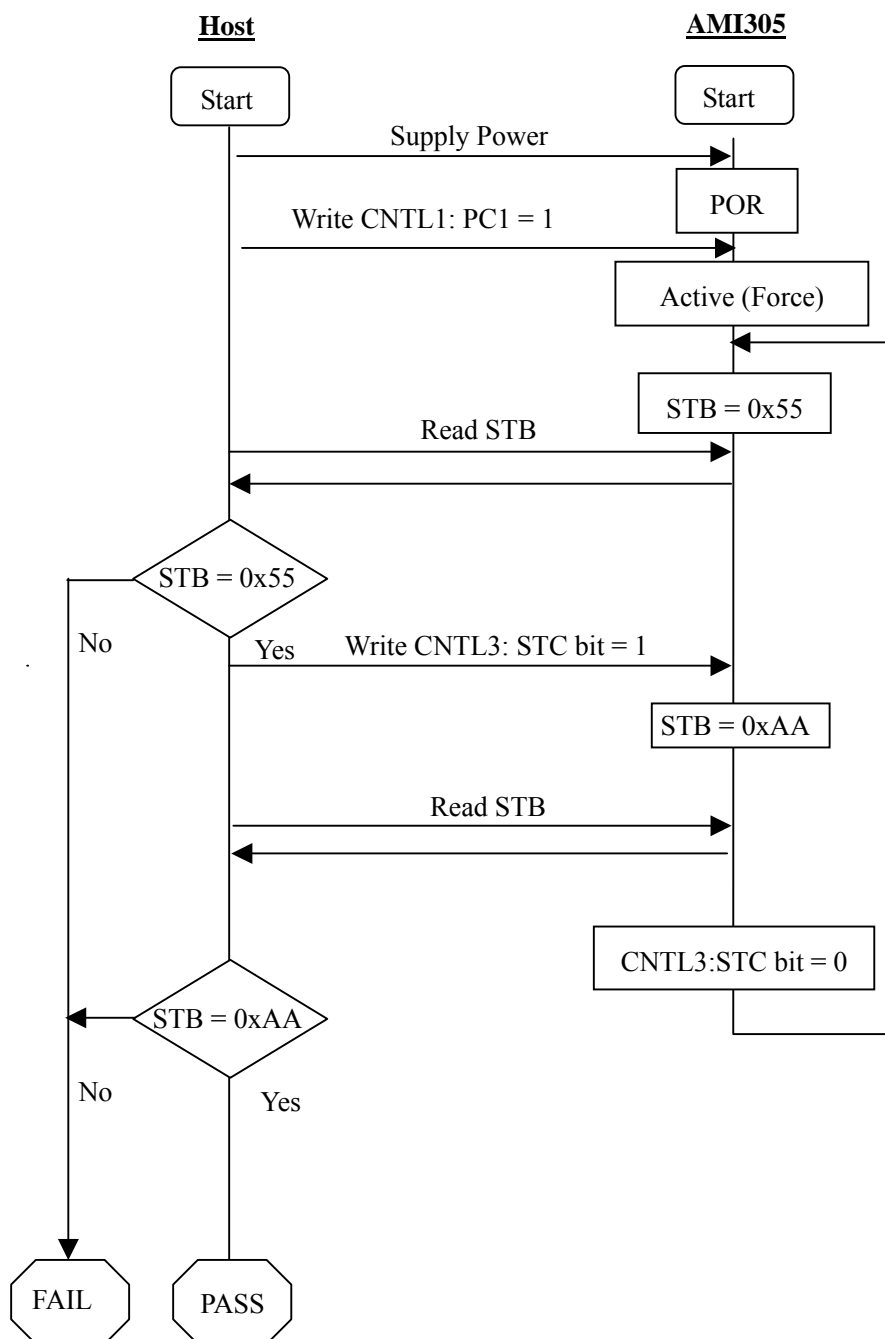 Host
AMI305
Start
Start
Supply Power
POR
Write CNTL1: PC1 = 1
Active (Force)
STB = 0x55
Read STB
STB = 0x55
No
Yes
Write CNTL3: STC bit = 1
STB = 0xAA
Read STB
CNTL3:STC bit = 0
STB = 0xAA
No
Yes
FAIL
PASS